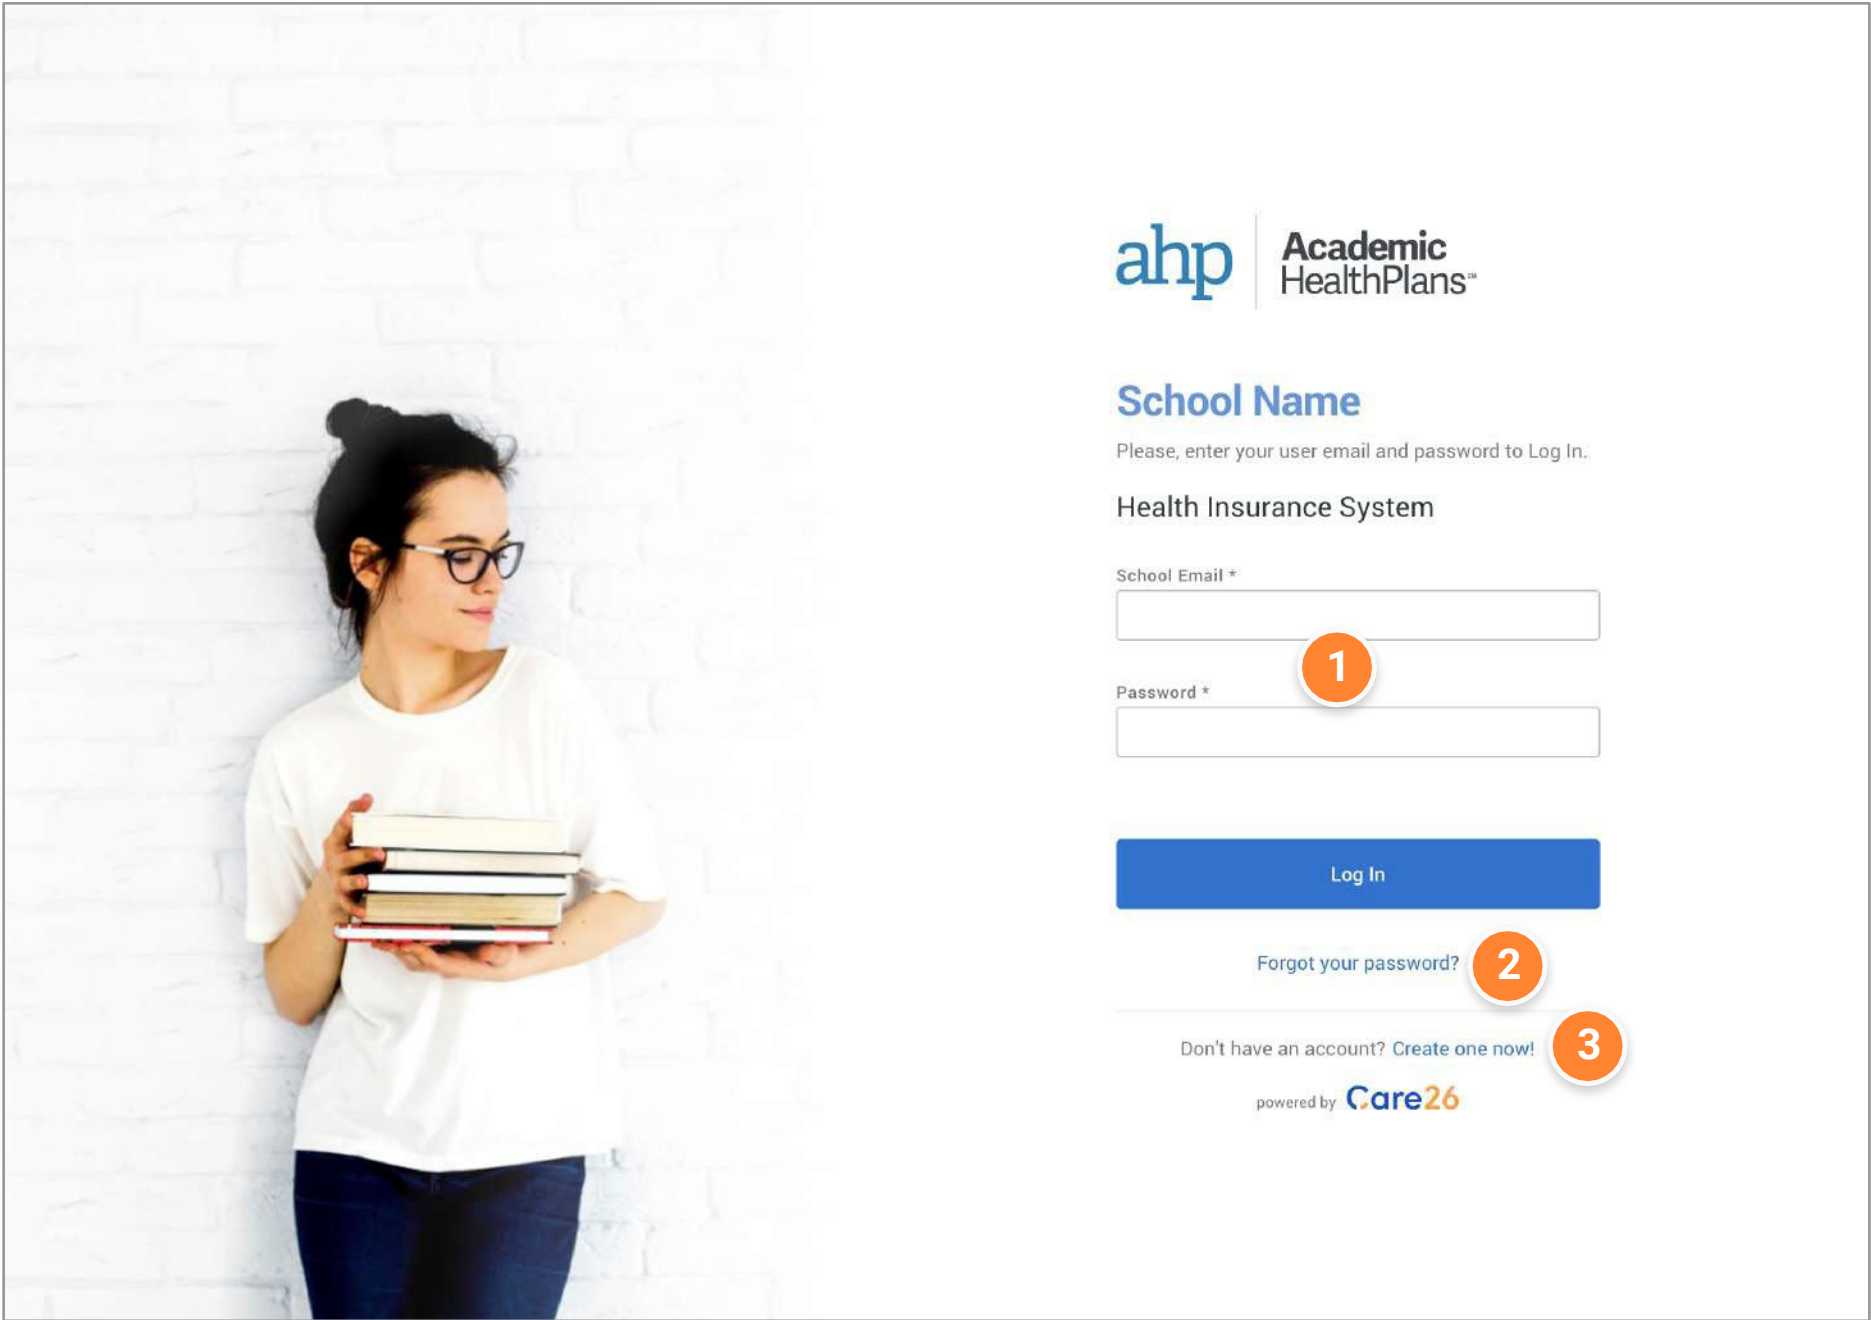 ahp
Academic
HealthPlans℠
School Name
Please, enter your user email and password to Log In.
Health Insurance System
School Email *
1
Password *
Log In
Forgot your password?
2
Don't have an account? Create one now!
3
powered by Care26